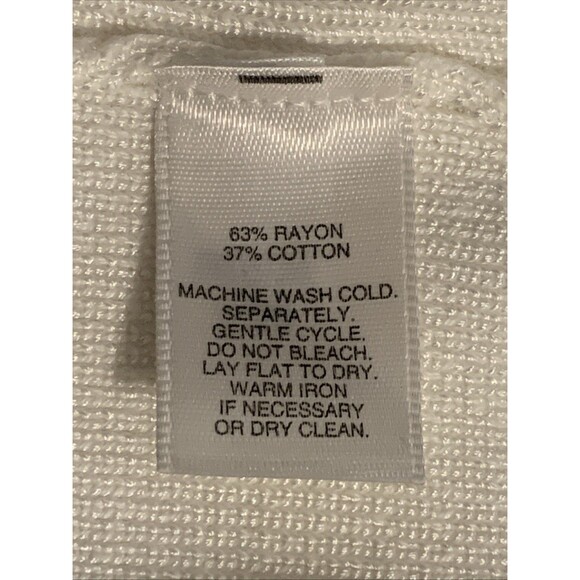 63% RAYON
37% COTTON
MACHINE WASH COLD.
SEPARATELY.
GENTLE CYCLE.
DO NOT BLEACH.
LAY FLAT TO DRY.
WARM IRON
IF NECESSARY
OR DRY CLEAN.